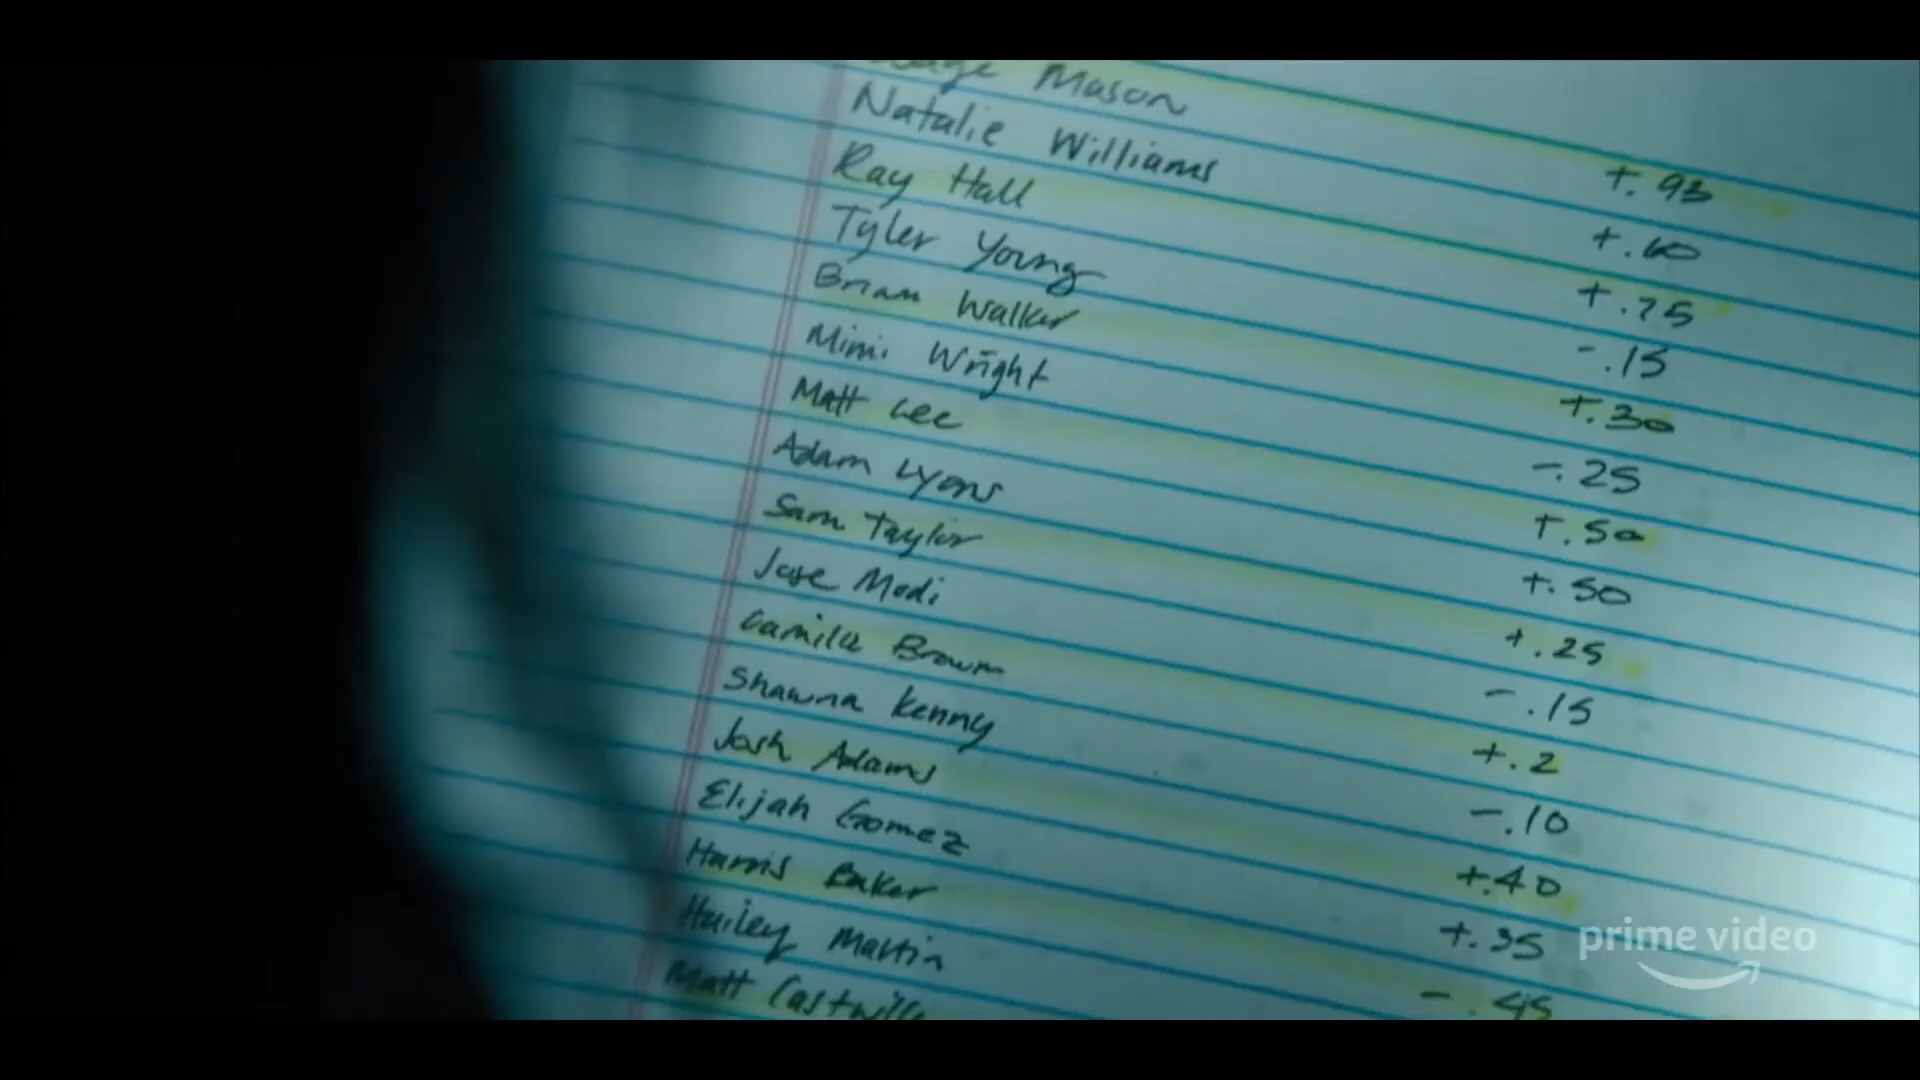 Mason +.93
Natalie Williams +.60
Ray Hall +.75
Tyler Young -.15
Brian Walker +.30
Mimi Wright -.25
Matt Lee +.50
Adam Lyons +.50
Sam Taylor +.25
Jose Modi -.15
Camille Brown +.2
Shawna Kenny -.10
Josh Adams +.40
Elijah Gomez +.35
Harris Baker -.45
Hailey Martin
Matt
prime video